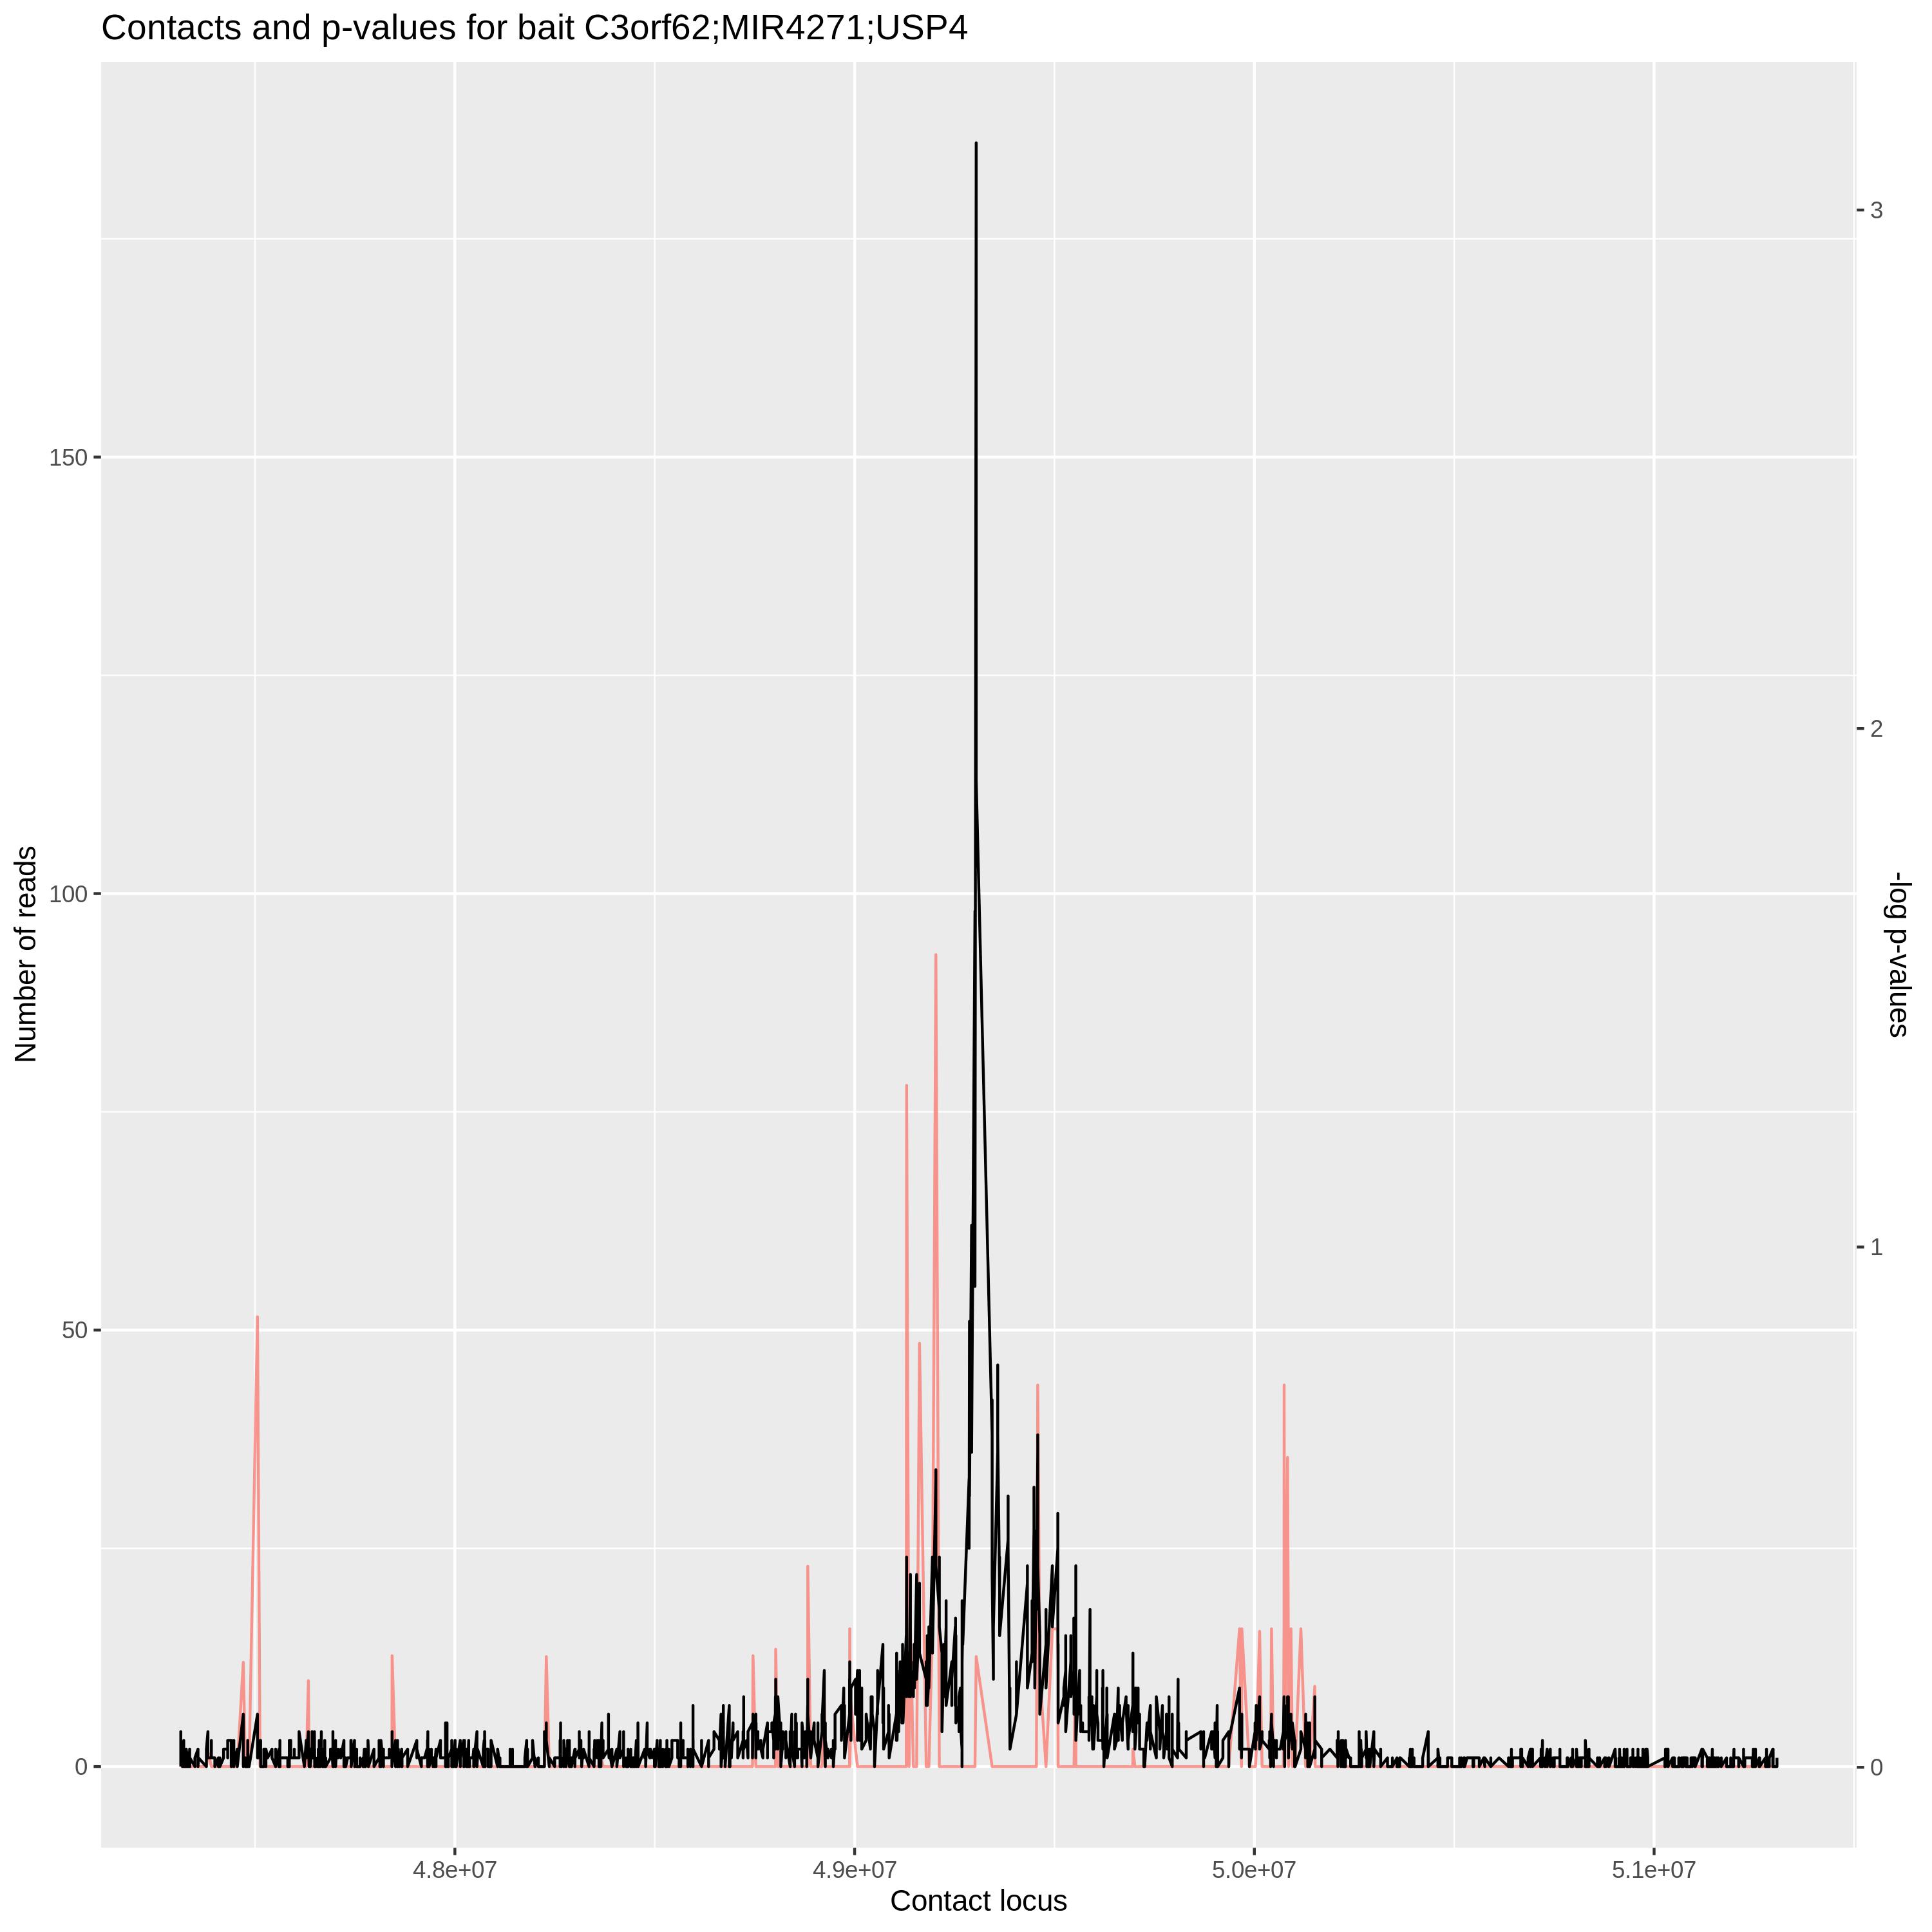 Contacts and p-values for bait C3orf62;MIR4271;USP4
Number of reads
150
100
50
0
3
2
1
0
-log p-values
4.8e+07
4.9e+07
5.0e+07
5.1e+07
Contact locus